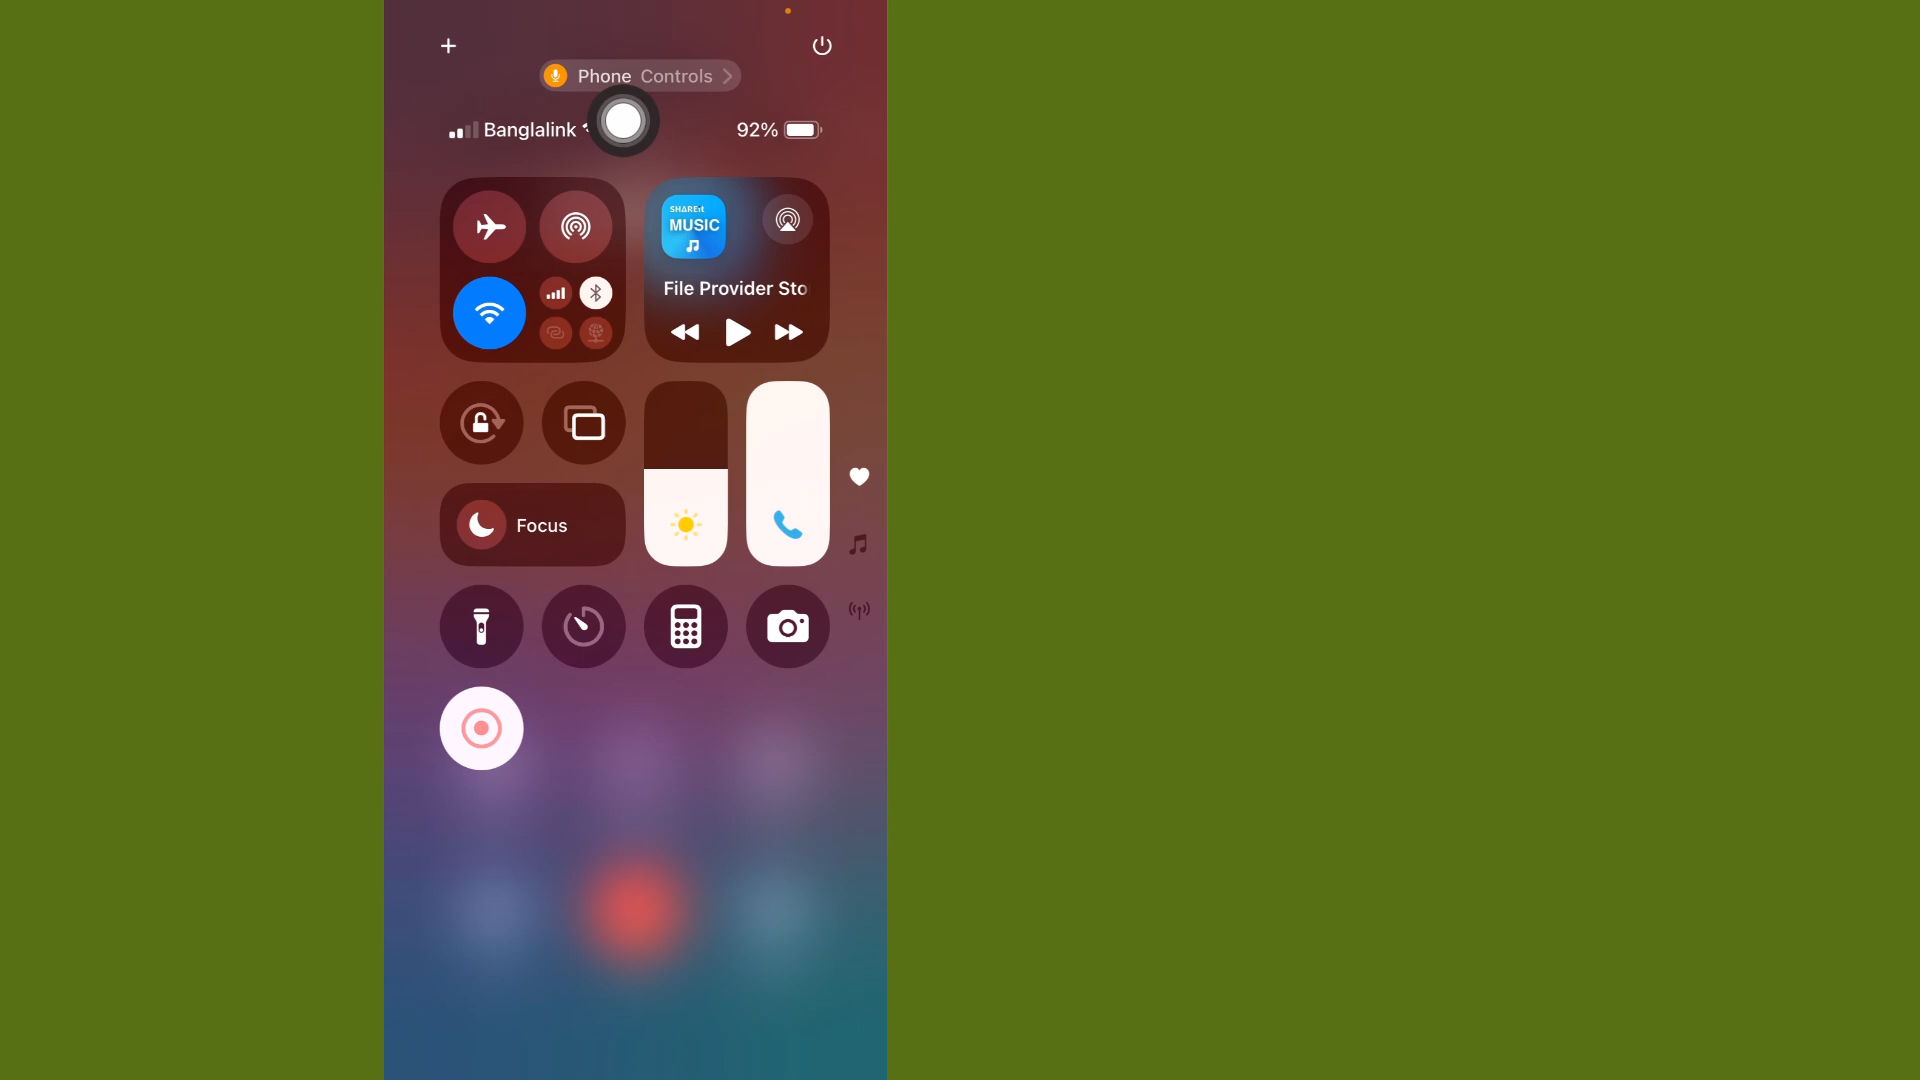 Phone Controls
Banglalink
92%
SHAREit
MUSIC
File Provider Sto
Focus